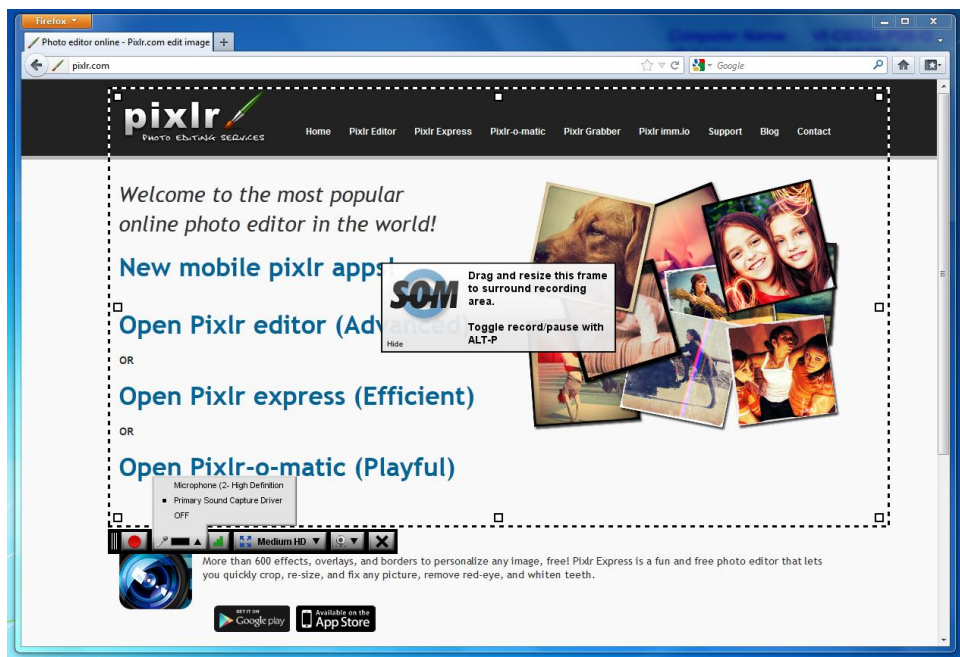 Firefox
Photo editor online - Pixlr.com edit image
pixlr.com
Google
pixlr
PHOTO EDITING SERVICES
Home Pixlr Editor Pixlr Express Pixlr-o-matic Pixlr Grabber Pixlr imm.io Support Blog Contact
Welcome to the most popular
online photo editor in the world!
New mobile pixlr apps!
SOM
Drag and resize this frame
to surround recording
area.
Toggle record/pause with
ALT-P
Hide
Open Pixlr editor (Advanced)
OR
Open Pixlr express (Efficient)
OR
Open Pixlr-o-matic (Playful)
Microphone (2- High Definition
Primary Sound Capture Driver
OFF
Medium HD
More than 600 effects, overlays, and borders to personalize any image, free! Pixlr Express is a fun and free photo editor that lets
you quickly crop, re-size, and fix any picture, remove red-eye, and whiten teeth.
GET IT ON
Google play
Available on the
App Store